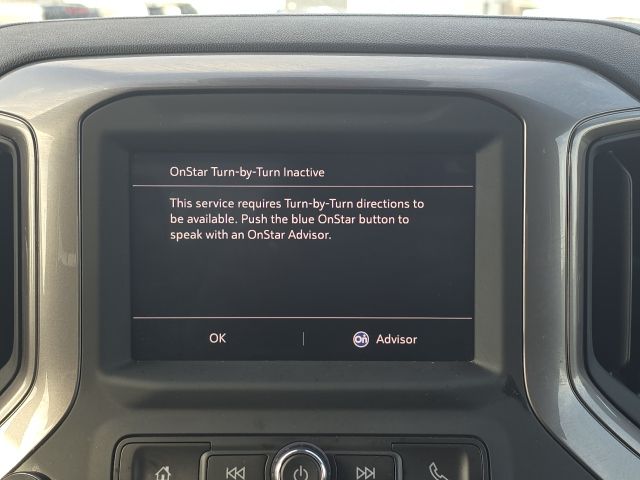 OnStar Turn-by-Turn Inactive
This service requires Turn-by-Turn directions to
be available. Push the blue OnStar button to
speak with an OnStar Advisor.
OK
On Advisor